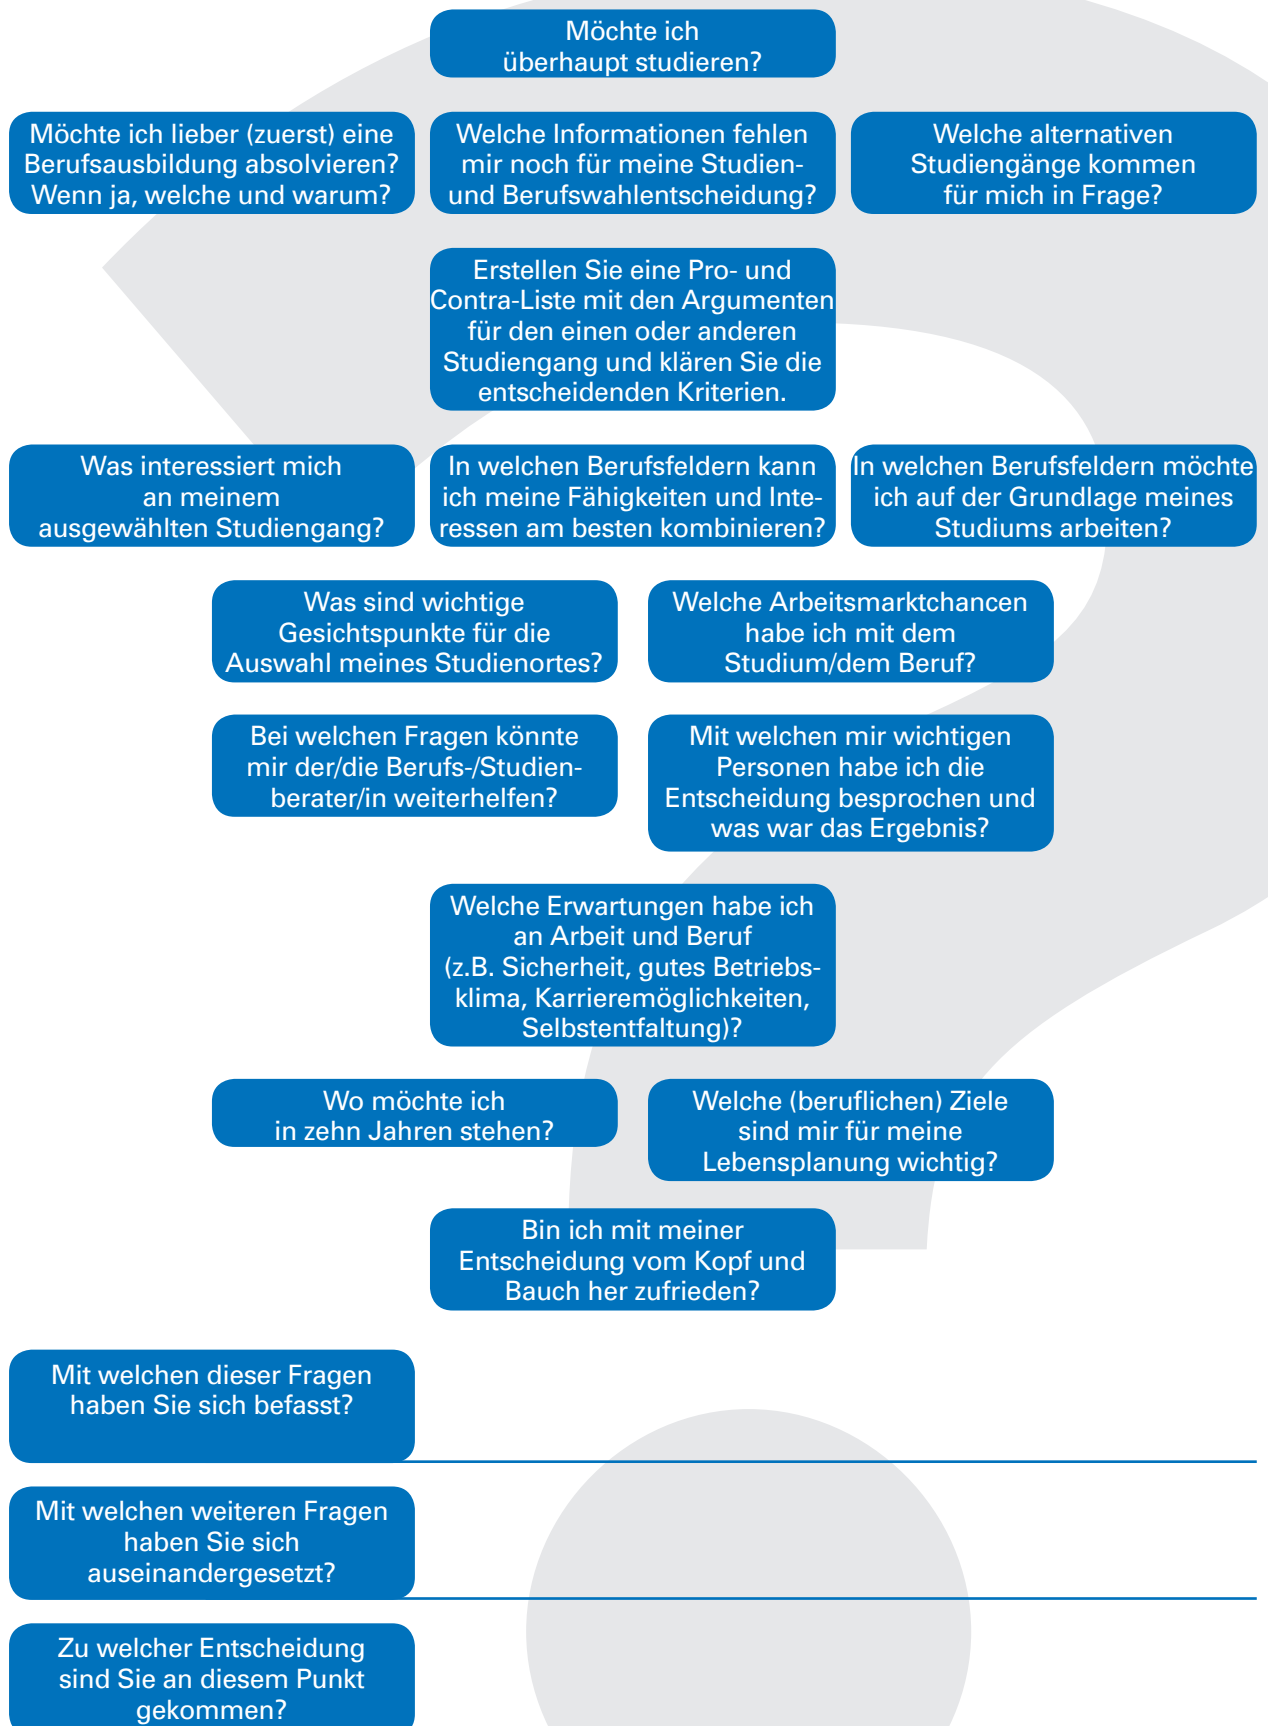 Möchte ich
überhaupt studieren?
Möchte ich lieber (zuerst) eine
Berufsausbildung absolvieren?
Wenn ja, welche und warum?
Welche Informationen fehlen
mir noch für meine Studien-
und Berufswahlentscheidung?
Welche alternativen
Studiengänge kommen
für mich in Frage?
Erstellen Sie eine Pro- und
Contra-Liste mit den Argumenten
für den einen oder anderen
Studiengang und klären Sie die
entscheidenden Kriterien.
Was interessiert mich
an meinem
ausgewählten Studiengang?
In welchen Berufsfeldern kann
ich meine Fähigkeiten und Inte-
ressen am besten kombinieren?
In welchen Berufsfeldern möchte
ich auf der Grundlage meines
Studiums arbeiten?
Was sind wichtige
Gesichtspunkte für die
Auswahl meines Studienortes?
Welche Arbeitsmarktchancen
habe ich mit dem
Studium/dem Beruf?
Bei welchen Fragen könnte
mir der/die Berufs-/Studien-
berater/in weiterhelfen?
Mit welchen mir wichtigen
Personen habe ich die
Entscheidung besprochen und
was war das Ergebnis?
Welche Erwartungen habe ich
an Arbeit und Beruf
(z.B. Sicherheit, gutes Betriebs-
klima, Karrieremöglichkeiten,
Selbstentfaltung)?
Wo möchte ich
in zehn Jahren stehen?
Welche (beruflichen) Ziele
sind mir für meine
Lebensplanung wichtig?
Bin ich mit meiner
Entscheidung vom Kopf und
Bauch her zufrieden?
Mit welchen dieser Fragen
haben Sie sich befasst?
Mit welchen weiteren Fragen
haben Sie sich
auseinandergesetzt?
Zu welcher Entscheidung
sind Sie an diesem Punkt
gekommen?